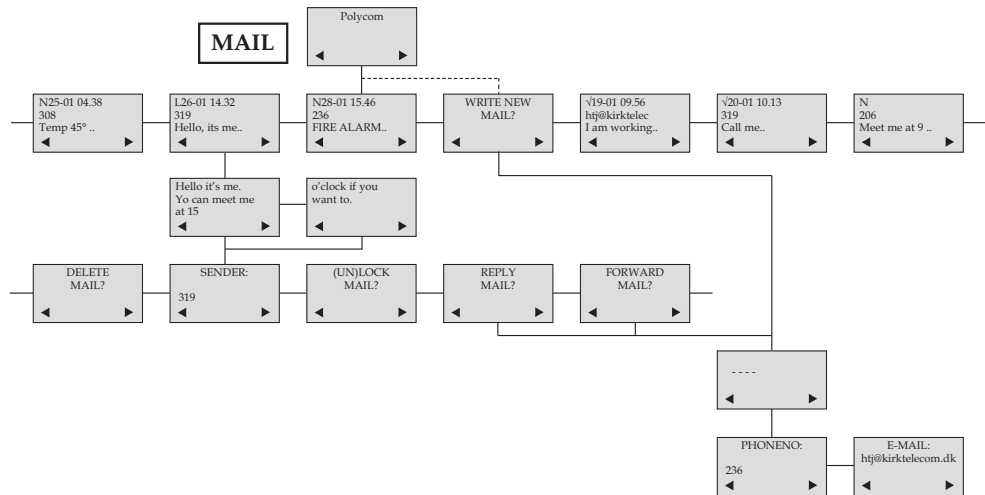 Polycom
MAIL
N25-01 04.38
308
Temp 45° ..
L26-01 14.32
319
Hello, its me..
N28-01 15.46
236
FIRE ALARM..
WRITE NEW
MAIL?
√19-01 09.56
htj@kirktelec
I am working..
√20-01 10.13
319
Call me..
N
206
Meet me at 9 ..
Hello it's me.
Yo can meet me
at 15
o'clock if you
want to.
DELETE
MAIL?
SENDER:
319
(UN)LOCK
MAIL?
REPLY
MAIL?
FORWARD
MAIL?
- - - -
PHONENO:
236
E-MAIL:
htj@kirktelecom.dk